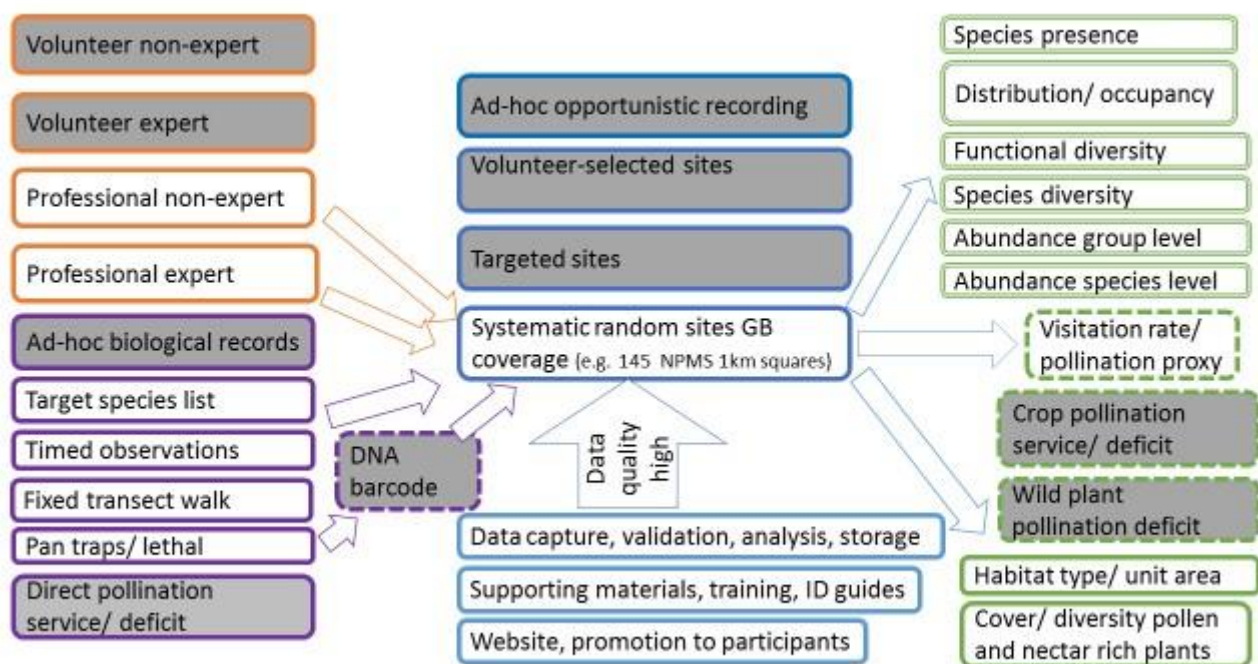 Volunteer non-expert
Volunteer expert
Professional non-expert
Professional expert
Ad-hoc biological records
Target species list
Timed observations
Fixed transect walk
Pan traps/ lethal
Direct pollination
service/ deficit
DNA
barcode
Ad-hoc opportunistic recording
Volunteer-selected sites
Targeted sites
Systematic random sites GB
coverage (e.g. 145 NPMS 1km squares)
Data
quality
high
Data capture, validation, analysis, storage
Supporting materials, training, ID guides
Website, promotion to participants
Species presence
Distribution/ occupancy
Functional diversity
Species diversity
Abundance group level
Abundance species level
Visitation rate/
pollination proxy
Crop pollination
service/ deficit
Wild plant
pollination deficit
Habitat type/ unit area
Cover/ diversity pollen
and nectar rich plants